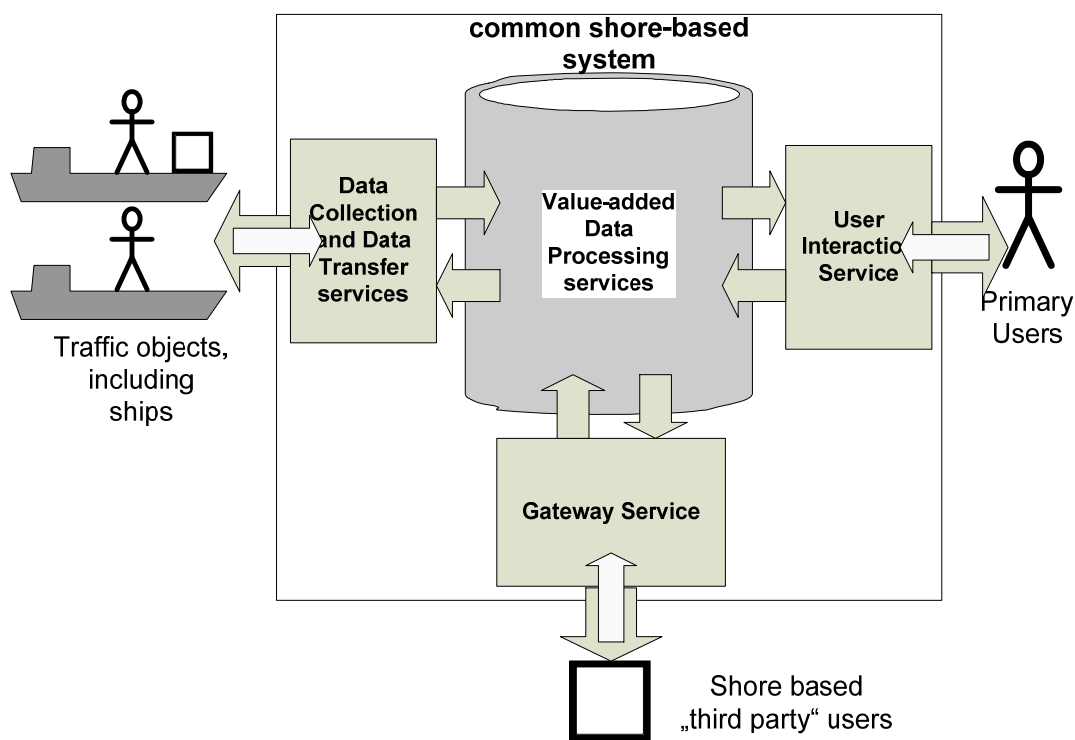 common shore-based
system
Data
Collection
and Data
Transfer
services
Value-added
Data
Processing
services
User
Interactio
Service
Primary
Users
Traffic objects,
including
ships
Gateway Service
Shore based
„third party“ users